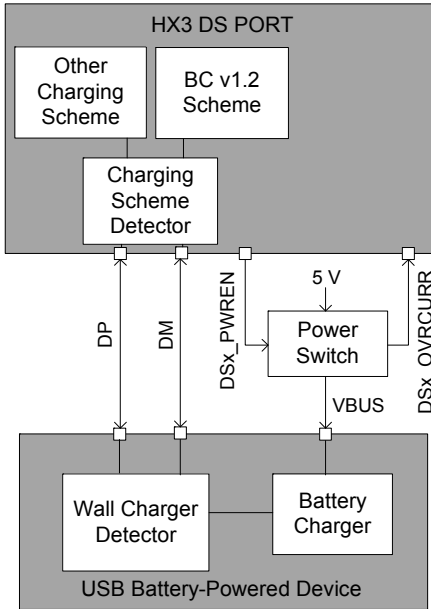 HX3 DS PORT
Other
Charging
Scheme
BC v1.2
Scheme
Charging
Scheme
Detector
DP
DM
DSx_PWREN
5 V
Power
Switch
DSx_OVRCURR
VBUS
Wall Charger
Detector
Battery
Charger
USB Battery-Powered Device